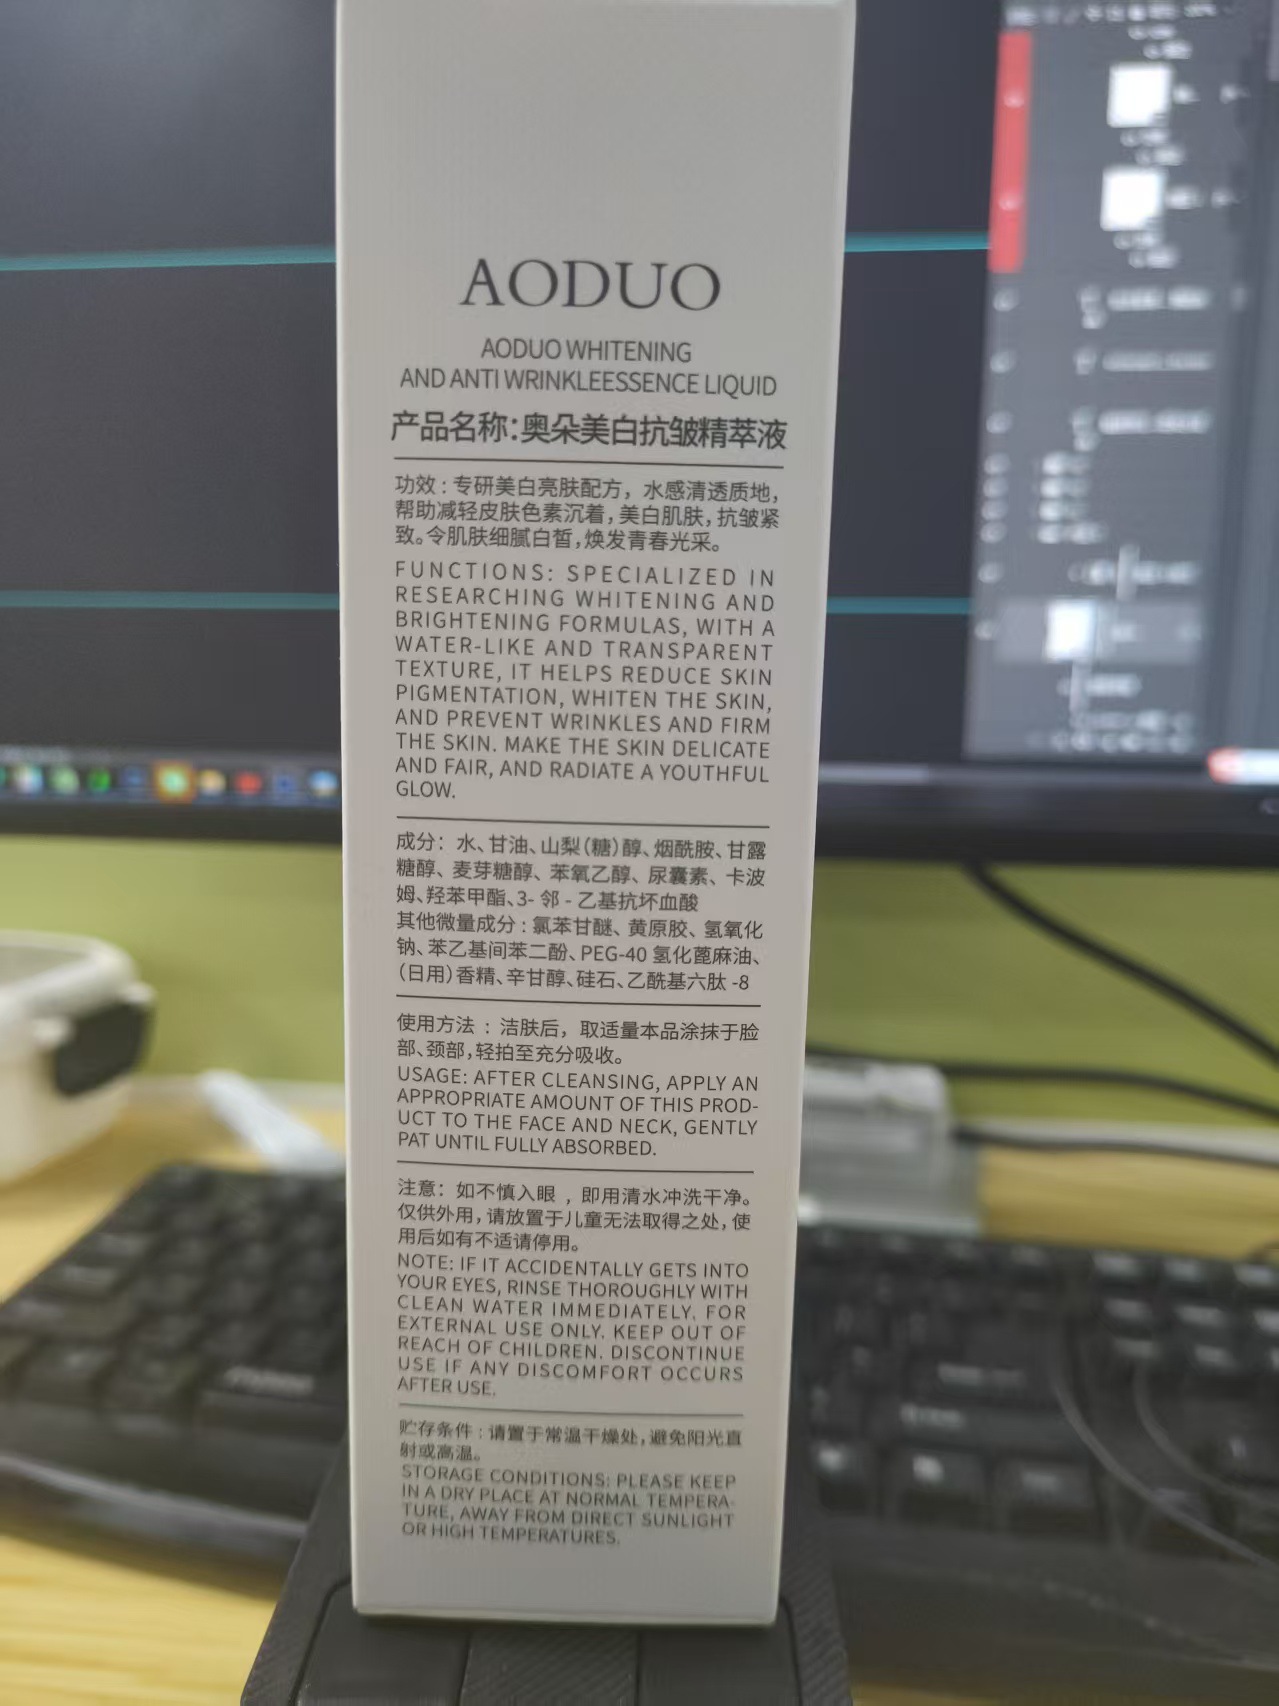 AODUO
AODUO WHITENING
AND ANTI WRINKLEESSENCE LIQUID
产品名称：奥朵美白抗皱精萃液
功效：专研美白亮肤配方，水感清透质地，
帮助减轻皮肤色素沉着，美白肌肤，抗皱紧
致。令肌肤细腻白皙，焕发青春光采。
FUNCTIONS: SPECIALIZED IN
RESEARCHING WHITENING AND
BRIGHTENING FORMULAS, WITH A
WATER-LIKE AND TRANSPARENT
TEXTURE, IT HELPS REDUCE SKIN
PIGMENTATION, WHITEN THE SKIN,
AND PREVENT WRINKLES AND FIRM
THE SKIN. MAKE THE SKIN DELICATE
AND FAIR, AND RADIATE A YOUTHFUL
GLOW.
成分：水、甘油、山梨（糖）醇、烟酰胺、甘露
糖醇、麦芽糖醇、苯氧乙醇、尿囊素、卡波
姆、羟苯甲酯、3- 邻 - 乙基抗坏血酸
其他微量成分：氯苯甘醚、黄原胶、氢氧化
钠、苯乙基间苯二酚、PEG-40 氢化蓖麻油、
（日用）香精、辛甘醇、硅石、乙酰基六肽 -8
使用方法：洁肤后，取适量本品涂抹于脸
部、颈部，轻拍至充分吸收。
USAGE: AFTER CLEANSING, APPLY AN
APPROPRIATE AMOUNT OF THIS PROD-
UCT TO THE FACE AND NECK, GENTLY
PAT UNTIL FULLY ABSORBED.
注意：如不慎入眼，即用清水冲洗干净。
仅供外用，请放置于儿童无法取得之处，使
用后如有不适请停用。
NOTE: IF IT ACCIDENTALLY GETS INTO
YOUR EYES, RINSE THOROUGHLY WITH
CLEAN WATER IMMEDIATELY. FOR
EXTERNAL USE ONLY. KEEP OUT OF
REACH OF CHILDREN. DISCONTINUE
USE IF ANY DISCOMFORT OCCURS
AFTER USE.
贮存条件：请置于常温干燥处，避免阳光直
射或高温。
STORAGE CONDITIONS: PLEASE KEEP
IN A DRY PLACE AT NORMAL TEMPERA-
TURE, AWAY FROM DIRECT SUNLIGHT
OR HIGH TEMPERATURES.